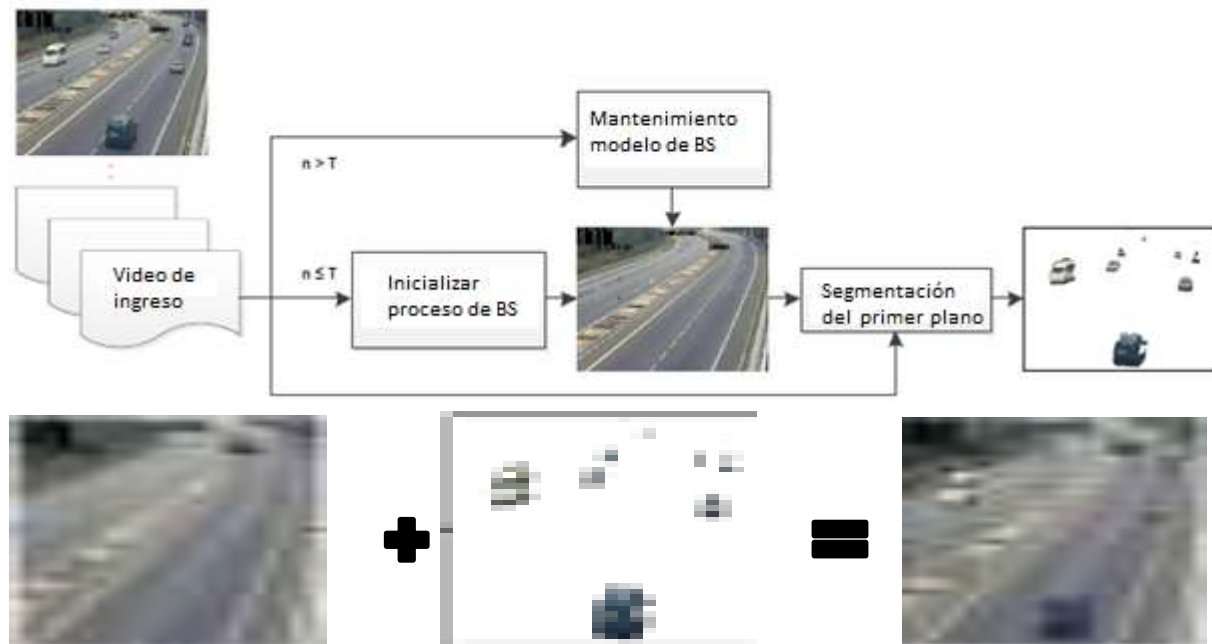 Mantenimiento
modelo de BS
n > T
n ≤ T
Video de
ingreso
Inicializar
proceso de BS
Segmentación
del primer plano